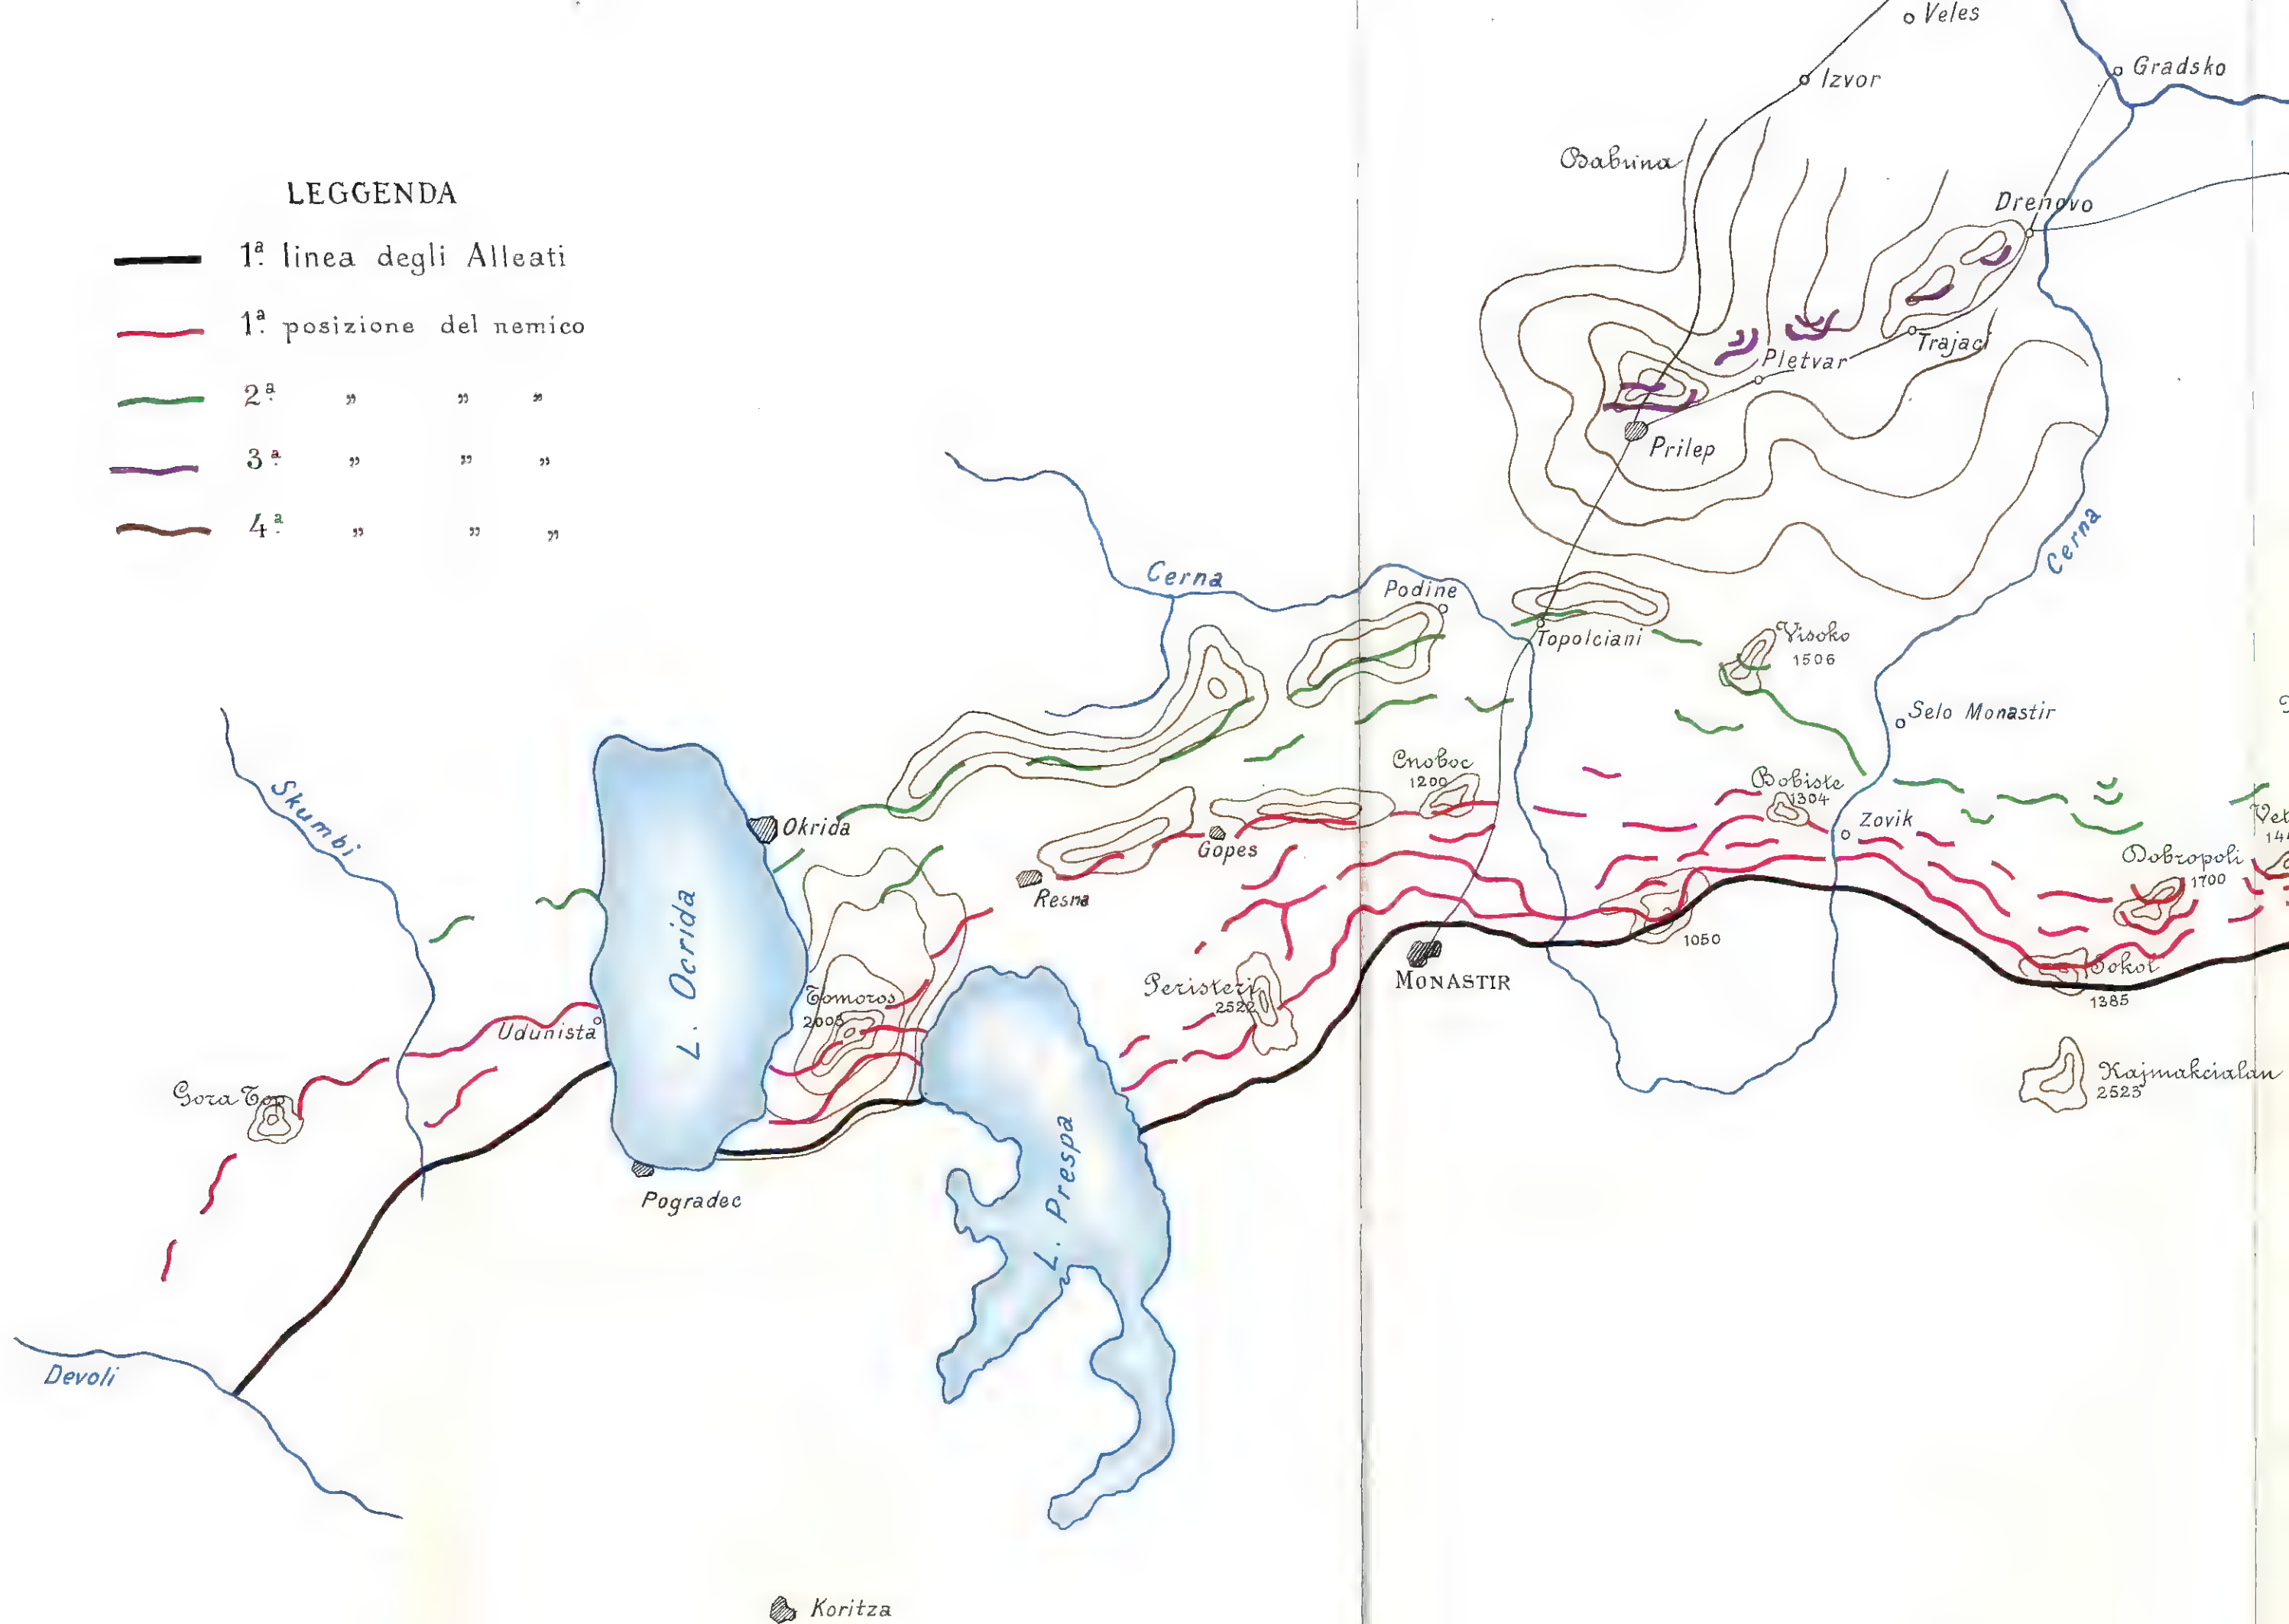 Veles
Izvor
Gradsko
Babuna
Drenovo
LEGGENDA
1ª. linea degli Alleati
1ª. posizione del nemico
2ª. „ „ „
3ª. „ „ „
4ª. „ „ „
Pletvar
Trajaci
Prilep
Cerna
Cerna
Podine
Topolciani
Visoko
1506
Selo Monastir
Skumbi
Cnoboc
1200
Bobiste
1304
Okrida
Gopes
Zovik
Vet
Dobropoli
1700
Resna
L. Ocrida
1050
Peristeri
2522
MONASTIR
Sokol
1385
Tomoros
2003
Udunista
Gora Top
Kajmakcialan
2523
L. Prespa
Pogradec
Devoli
Koritza